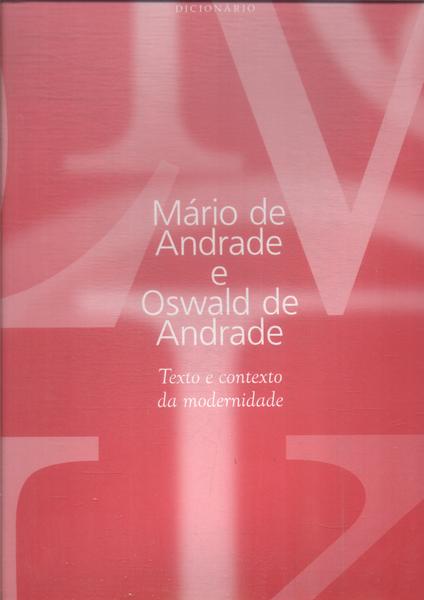 DICIONÁRIO
Mário de
Andrade
e
Oswald de
Andrade
Texto e contexto
da modernidade